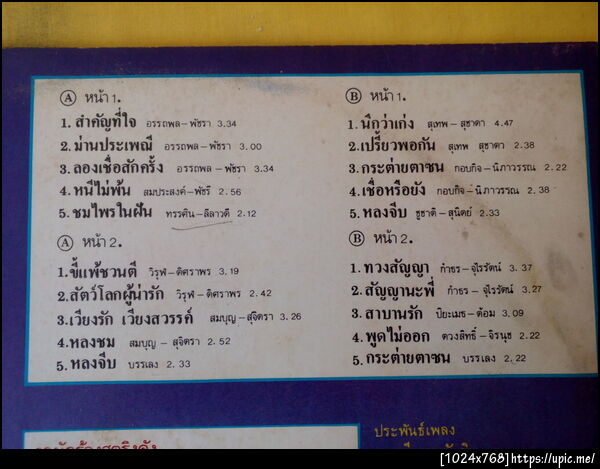 Ⓐ หน้า 1.
1. สำคัญที่ใจ อรรถพล - พัชรา 3.34
2. ม่านประเพณี อรรถพล - พัชรา 3.00
3. ลองเชื่อสักครั้ง อรรถพล - พัชรา 3.34
4. หนีไม่พ้น สมประสงค์ - พัชรี 2.56
5. ชมไพรในฝัน ทรรศิน - ลีลาวดี 2.12
Ⓐ หน้า 2.
1. ขี้แพ้ชวนตี วิรุฬ - ดิศราพร 3.19
2. สัตว์โลกผู้น่ารัก วิรุฬ - ดิศราพร 2.42
3. เวียงรัก เวียงสวรรค์ สมบุญ - สุจิตรา 3.26
4. หลงชม สมบุญ - สุจิตรา 2.52
5. หลงจีบ บรรเลง 2.33
Ⓑ หน้า 1.
1. นึกว่าเก่ง สุเทพ - สุชาดา 4.47
2. เปรี้ยวพอกัน สุเทพ สุชาดา 2.38
3. กระต่ายตาชน กอบกิจ - นิภาวรรณ 2.22
4. เชื่อหรือยัง กอบกิจ - นิภาวรรณ 2.38
5. หลงจีบ ชูชาติ - สุนิตย์ 2.33
Ⓑ หน้า 2.
1. ทวงสัญญา กำธร - จุไรรัตน์ 3.37
2. สัญญานะพี่ กำธร - จุไรรัตน์ 3.27
3. สาบานรัก ปิยะเมธ - ต้อม 3.09
4. พูดไม่ออก ดวงสิทธิ์ - จิรนุช 2.22
5. กระต่ายตาชน บรรเลง 2.22
ประพันธ์เพลง
[1024x768]https://upic.me/